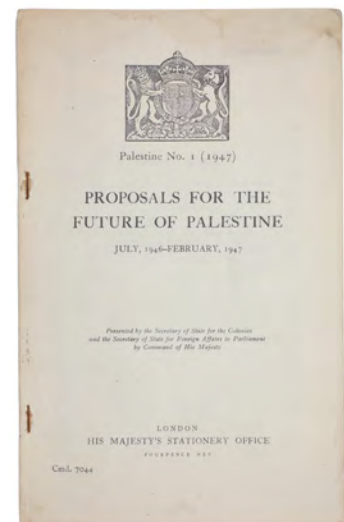 Palestine No. 1 (1947)
PROPOSALS FOR THE
FUTURE OF PALESTINE
JULY, 1946-FEBRUARY, 1947
Presented by the Secretary of State for the Colonies
and the Secretary of State for Foreign Affairs to Parliament
by Command of His Majesty
LONDON
HIS MAJESTY'S STATIONERY OFFICE
FOURPENCE NET
Cmd. 7044